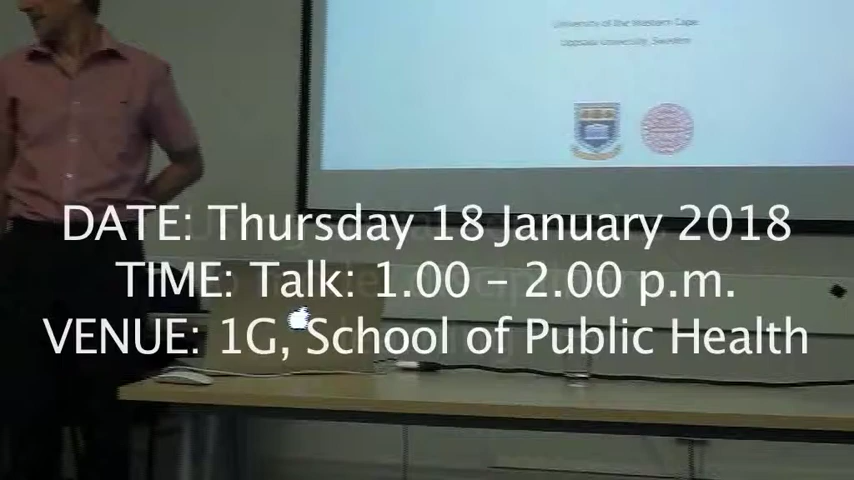 University of the Western Cape
Uppsala University, Sweden
DATE: Thursday 18 January 2018
TIME: Talk: 1.00 – 2.00 p.m.
VENUE: 1G, School of Public Health